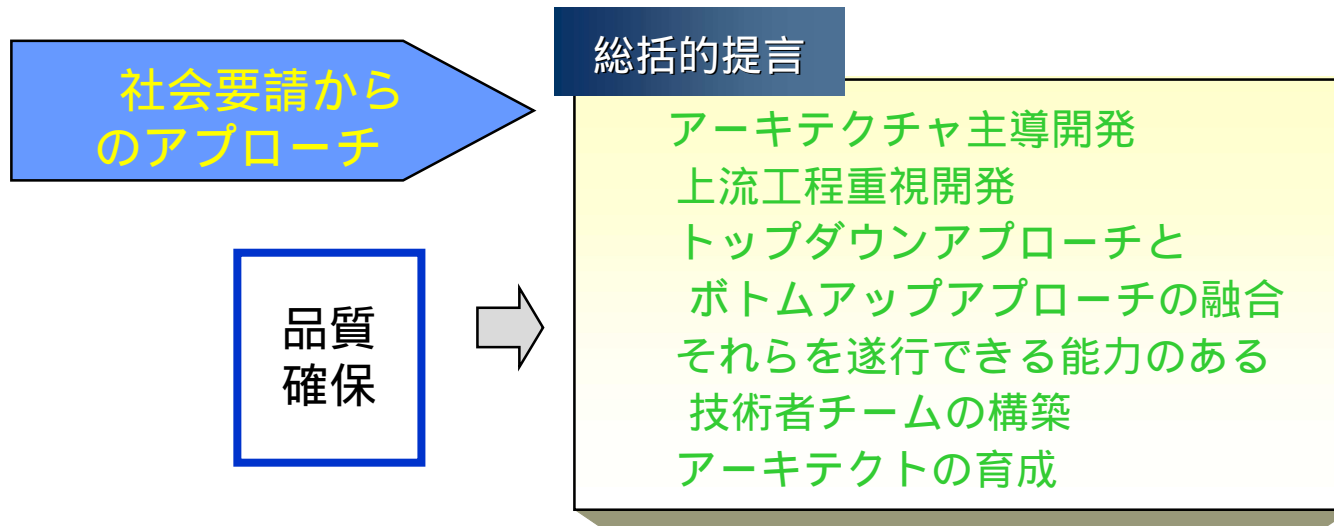 社会要請から
のアプローチ
総括的提言
アーキテクチャ主導開発
上流工程重視開発
トップダウンアプローチと
ボトムアップアプローチの融合
それらを遂行できる能力のある
技術者チームの構築
アーキテクトの育成
品質
確保